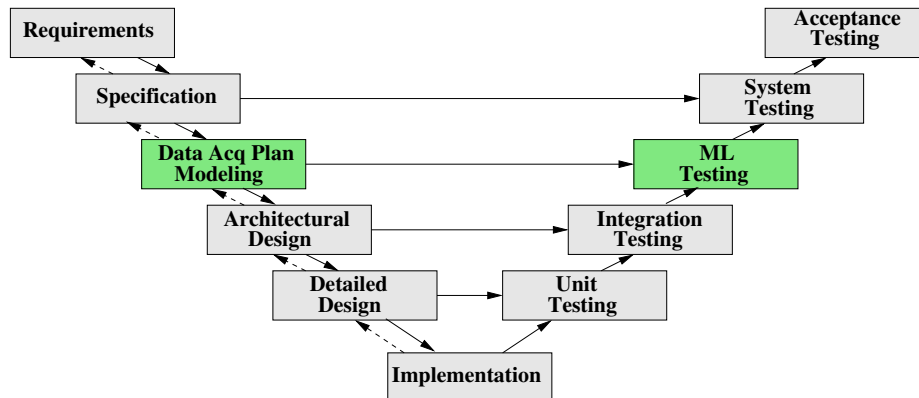 Requirements
Acceptance
Testing
Specification
System
Testing
Data Acq Plan
Modeling
ML
Testing
Architectural
Design
Integration
Testing
Detailed
Design
Unit
Testing
Implementation